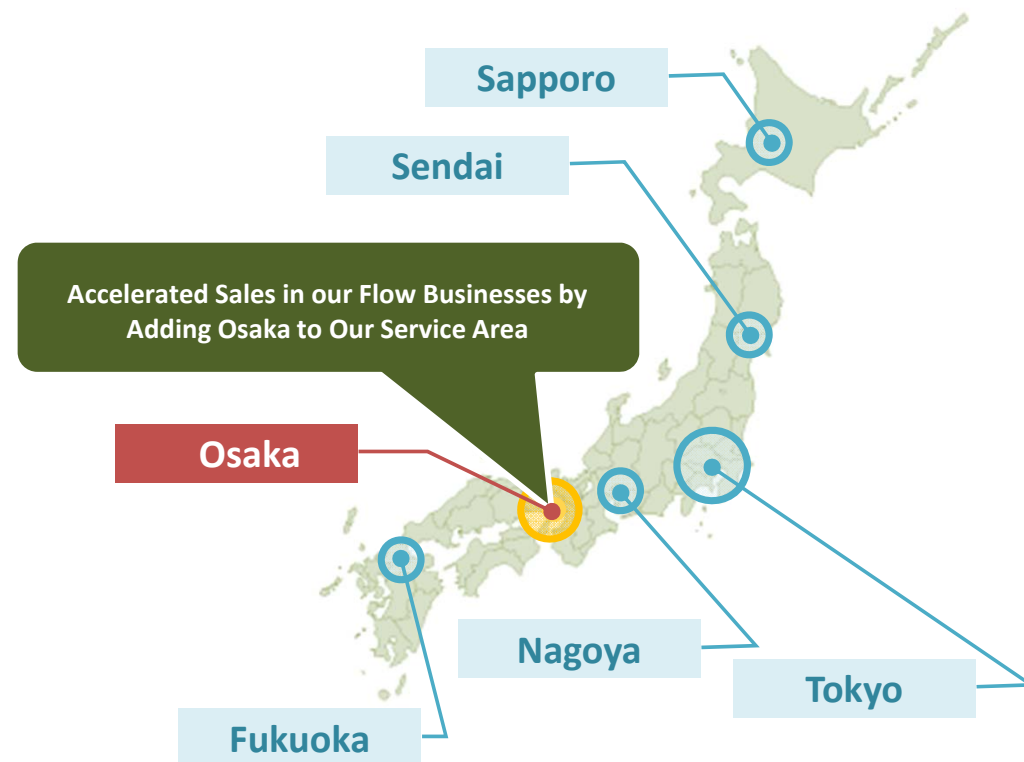 Sapporo
Sendai
Accelerated Sales in our Flow Businesses by
Adding Osaka to Our Service Area
Osaka
Nagoya
Tokyo
Fukuoka